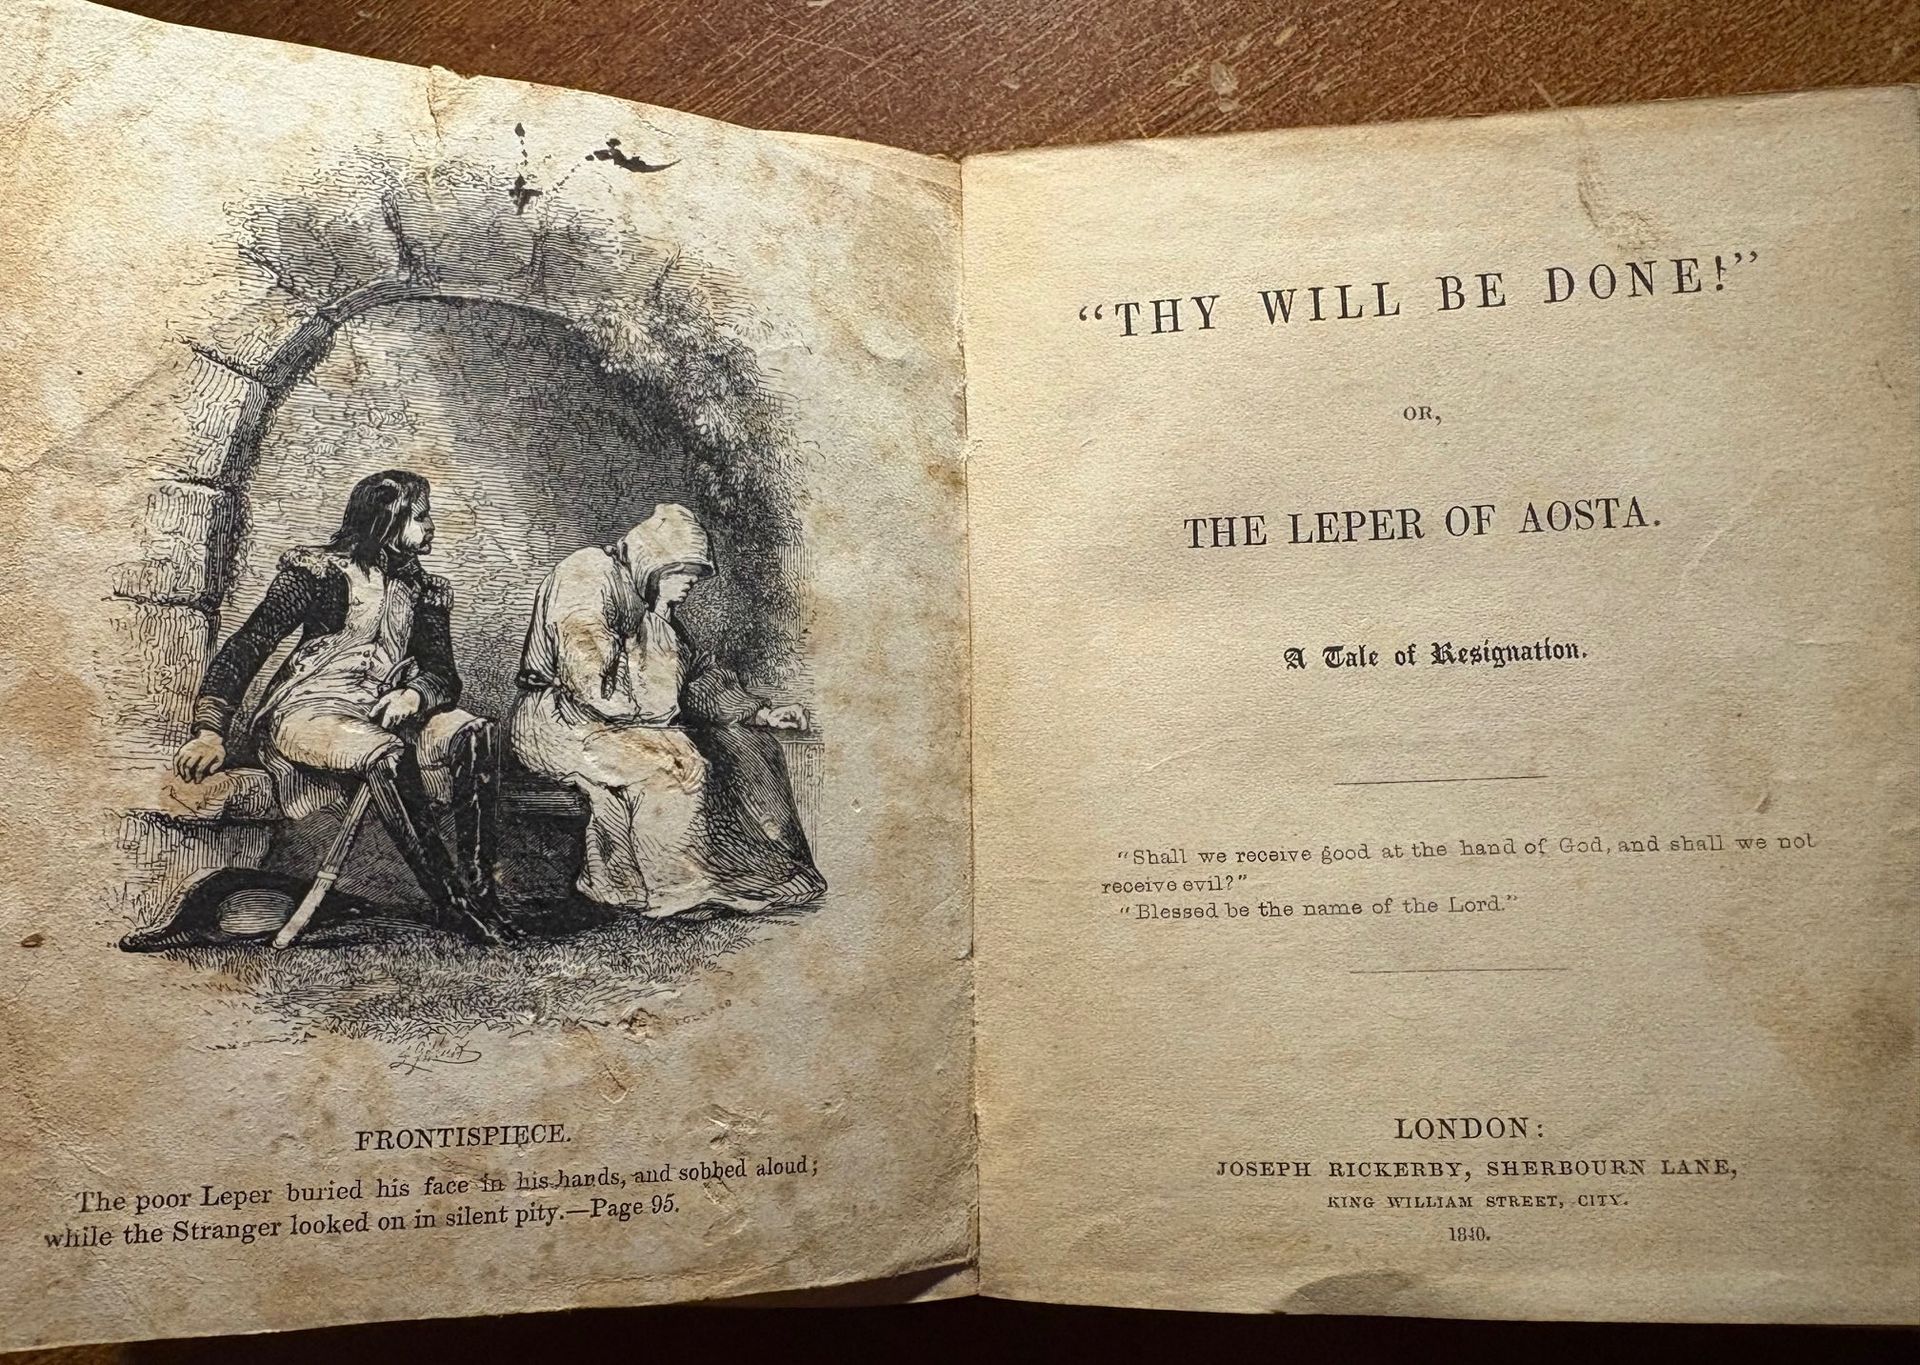 FRONTISPIECE.
The poor Leper buried his face in his hands, and sobbed aloud;
while the Stranger looked on in silent pity.—Page 95.
“THY WILL BE DONE!”
OR,
THE LEPER OF AOSTA.
A Tale of Resignation.
“Shall we receive good at the hand of God, and shall we not
receive evil?”
“Blessed be the name of the Lord.”
LONDON:
JOSEPH RICKERBY, SHERBOURN LANE,
KING WILLIAM STREET, CITY.
1840.